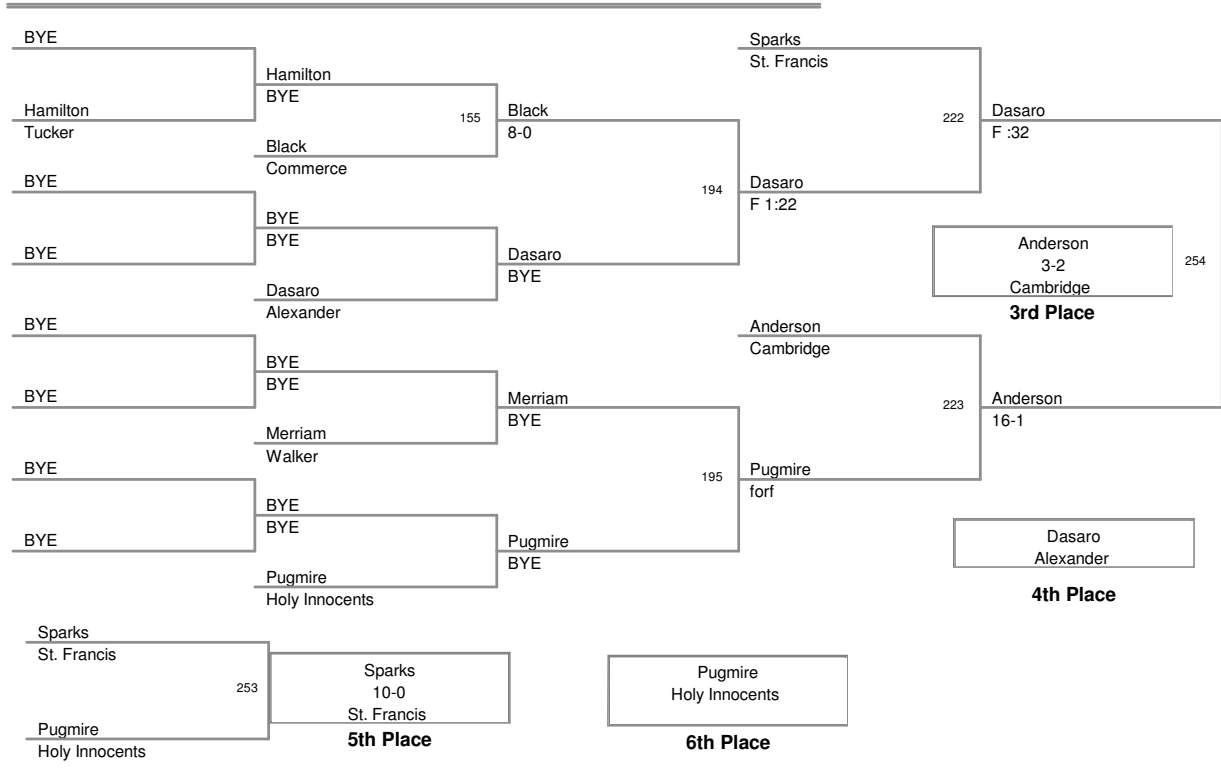 BYE
Hamilton
Tucker
BYE
BYE
BYE
BYE
BYE
BYE
Hamilton
BYE
155
Black
Commerce
BYE
BYE
Dasaro
Alexander
BYE
BYE
Merriam
Walker
BYE
BYE
Pugmire
Holy Innocents
Black
8-0
194
Dasaro
BYE
Merriam
BYE
195
Pugmire
BYE
Sparks
St. Francis
222
Dasaro
F 1:22
Anderson
Cambridge
223
Pugmire
forf
Dasaro
F :32
Anderson
3-2
Cambridge
254
3rd Place
Anderson
16-1
Dasaro
Alexander
4th Place
Sparks
St. Francis
253
Pugmire
Holy Innocents
Sparks
10-0
St. Francis
5th Place
Pugmire
Holy Innocents
6th Place